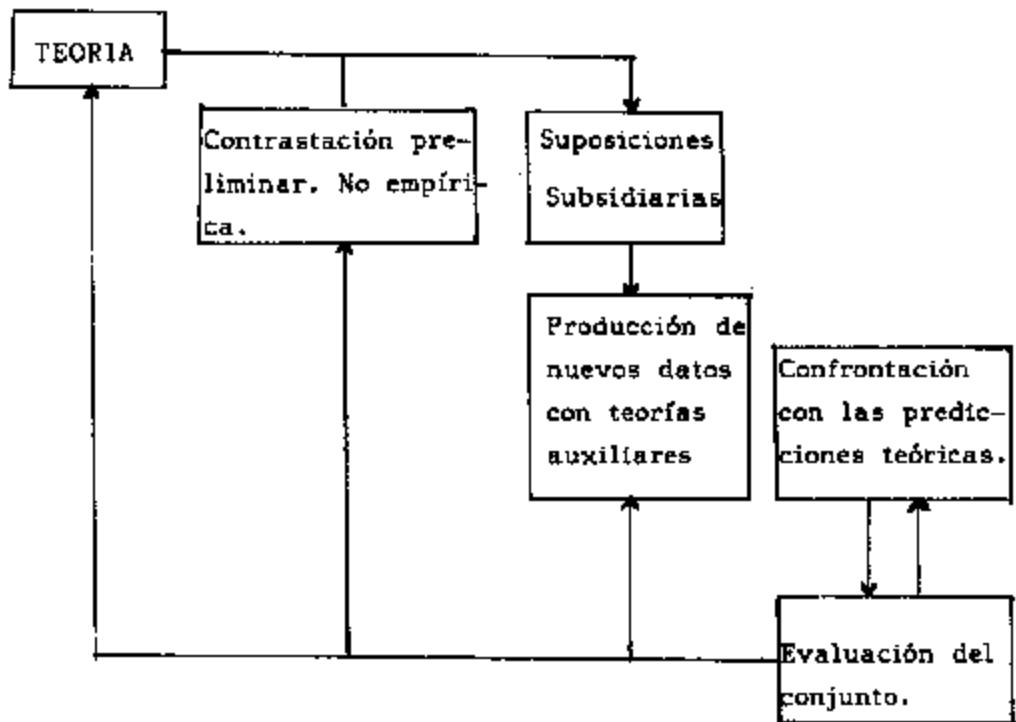 TEORIA
Contrastación pre-
liminar. No empíri-
ca.
Suposiciones
Subsidiarias
Producción de
nuevos datos
con teorías
auxiliares
Confrontación
con las predic-
ciones teóricas.
Evaluación del
conjunto.